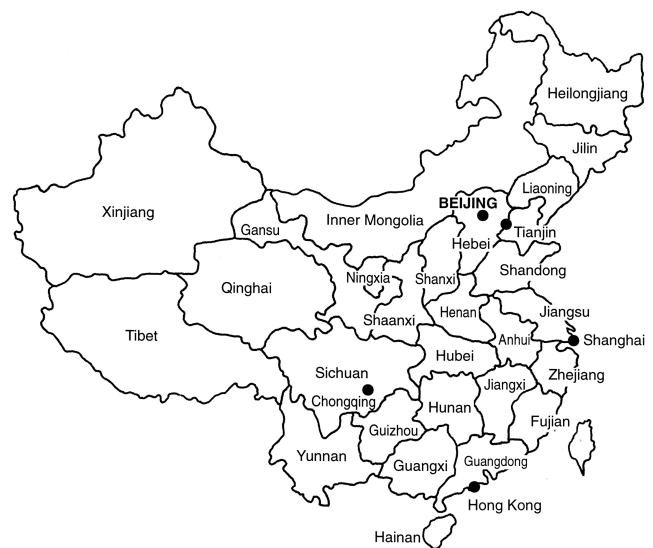 Heilongjiang
Jilin
Liaoning
BEIJING
Xinjiang
Inner Mongolia
Gansu
Tianjin
Hebei
Shandong
Ningxia
Shanxi
Qinghai
Henan
Jiangsu
Shaanxi
Tibet
Anhui
Shanghai
Hubei
Sichuan
Zhejiang
Jiangxi
Chongqing
Hunan
Fujian
Guizhou
Yunnan
Guangxi
Guangdong
Hong Kong
Hainan